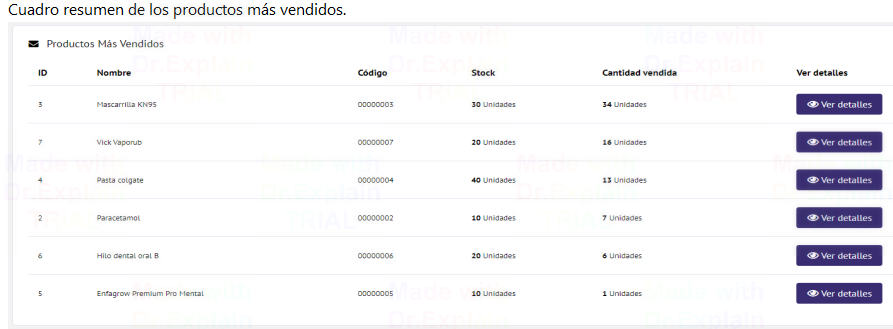 Cuadro resumen de los productos más vendidos.
Productos Más Vendidos
ID Nombre Código Stock Cantidad vendida Ver detalles
3 Mascarrilla KN95 00000003 30 Unidades 34 Unidades Ver detalles
7 Vick Vaporub 00000007 20 Unidades 16 Unidades Ver detalles
4 Pasta colgate 00000004 40 Unidades 13 Unidades Ver detalles
2 Paracetamol 00000002 10 Unidades 7 Unidades Ver detalles
6 Hilo dental oral B 00000006 20 Unidades 6 Unidades Ver detalles
5 Enfagrow Premium Pro Mental 00000005 10 Unidades 1 Unidades Ver detalles
Made with
Dr.Explain
TRIAL